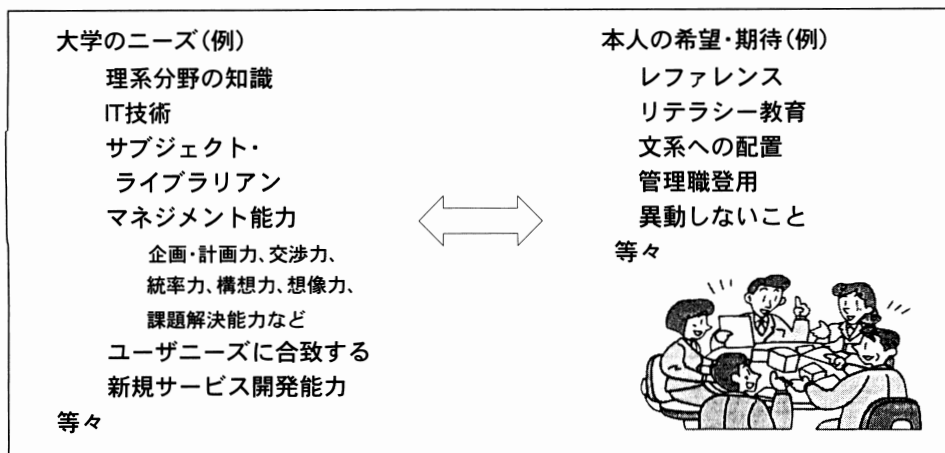 大学のニーズ(例)
理系分野の知識
IT技術
サブジェクト・
ライブラリアン
マネジメント能力
企画・計画力、交渉力、
統率力、構想力、想像力、
課題解決能力など
ユーザニーズに合致する
新規サービス開発能力
等々
本人の希望・期待(例)
レファレンス
リテラシー教育
文系への配置
管理職登用
異動しないこと
等々